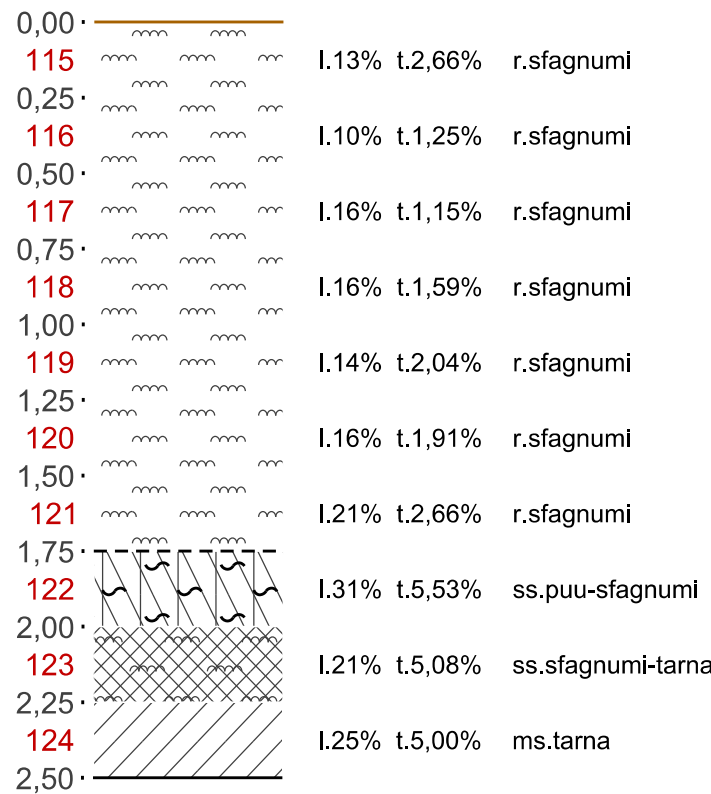 0,00
115 l.13% t.2,66% r.sfagnumi
0,25
116 l.10% t.1,25% r.sfagnumi
0,50
117 l.16% t.1,15% r.sfagnumi
0,75
118 l.16% t.1,59% r.sfagnumi
1,00
119 l.14% t.2,04% r.sfagnumi
1,25
120 l.16% t.1,91% r.sfagnumi
1,50
121 l.21% t.2,66% r.sfagnumi
1,75
122 l.31% t.5,53% ss.puu-sfagnumi
2,00
123 l.21% t.5,08% ss.sfagnumi-tarna
2,25
124 l.25% t.5,00% ms.tarna
2,50